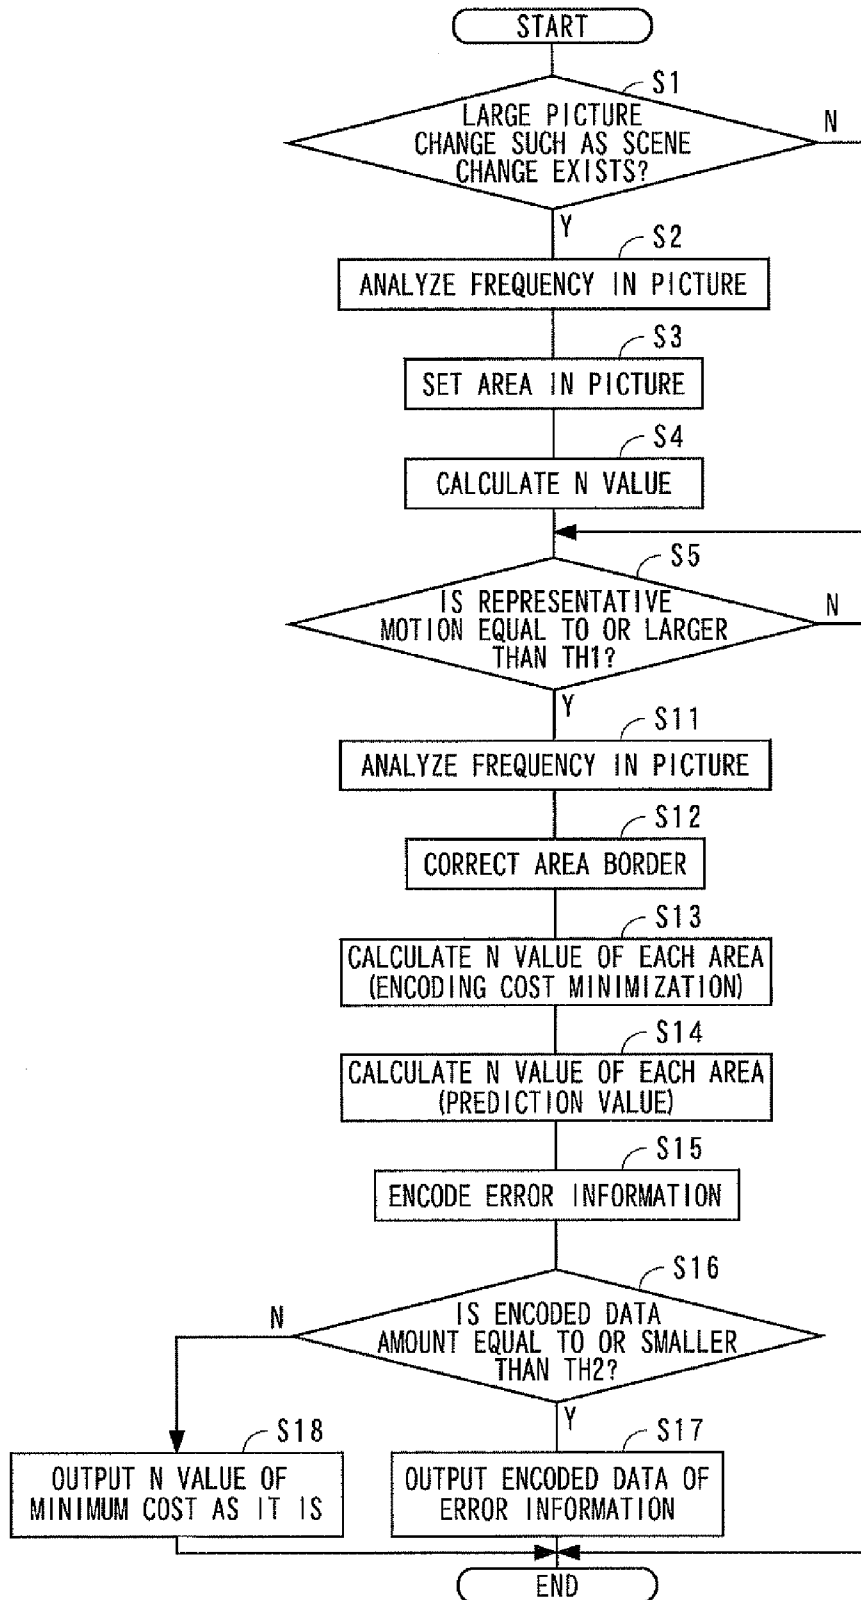 START
S1
LARGE PICTURE
CHANGE SUCH AS SCENE
CHANGE EXISTS?
N
Y
S2
ANALYZE FREQUENCY IN PICTURE
S3
SET AREA IN PICTURE
S4
CALCULATE N VALUE
S5
IS REPRESENTATIVE
MOTION EQUAL TO OR LARGER
THAN TH1?
N
Y
S11
ANALYZE FREQUENCY IN PICTURE
S12
CORRECT AREA BORDER
S13
CALCULATE N VALUE OF EACH AREA
(ENCODING COST MINIMIZATION)
S14
CALCULATE N VALUE OF EACH AREA
(PREDICTION VALUE)
S15
ENCODE ERROR INFORMATION
S16
IS ENCODED DATA
AMOUNT EQUAL TO OR SMALLER
THAN TH2?
N
Y
S18
OUTPUT N VALUE OF
MINIMUM COST AS IT IS
S17
OUTPUT ENCODED DATA OF
ERROR INFORMATION
END